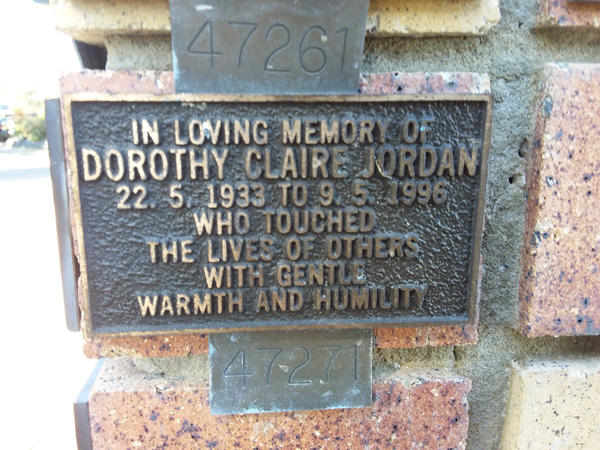 47261
IN LOVING MEMORY OF
DOROTHY CLAIRE JORDAN
22. 5. 1933 TO 9. 5. 1996
WHO TOUCHED
THE LIVES OF OTHERS
WITH GENTLE
WARMTH AND HUMILITY
47271